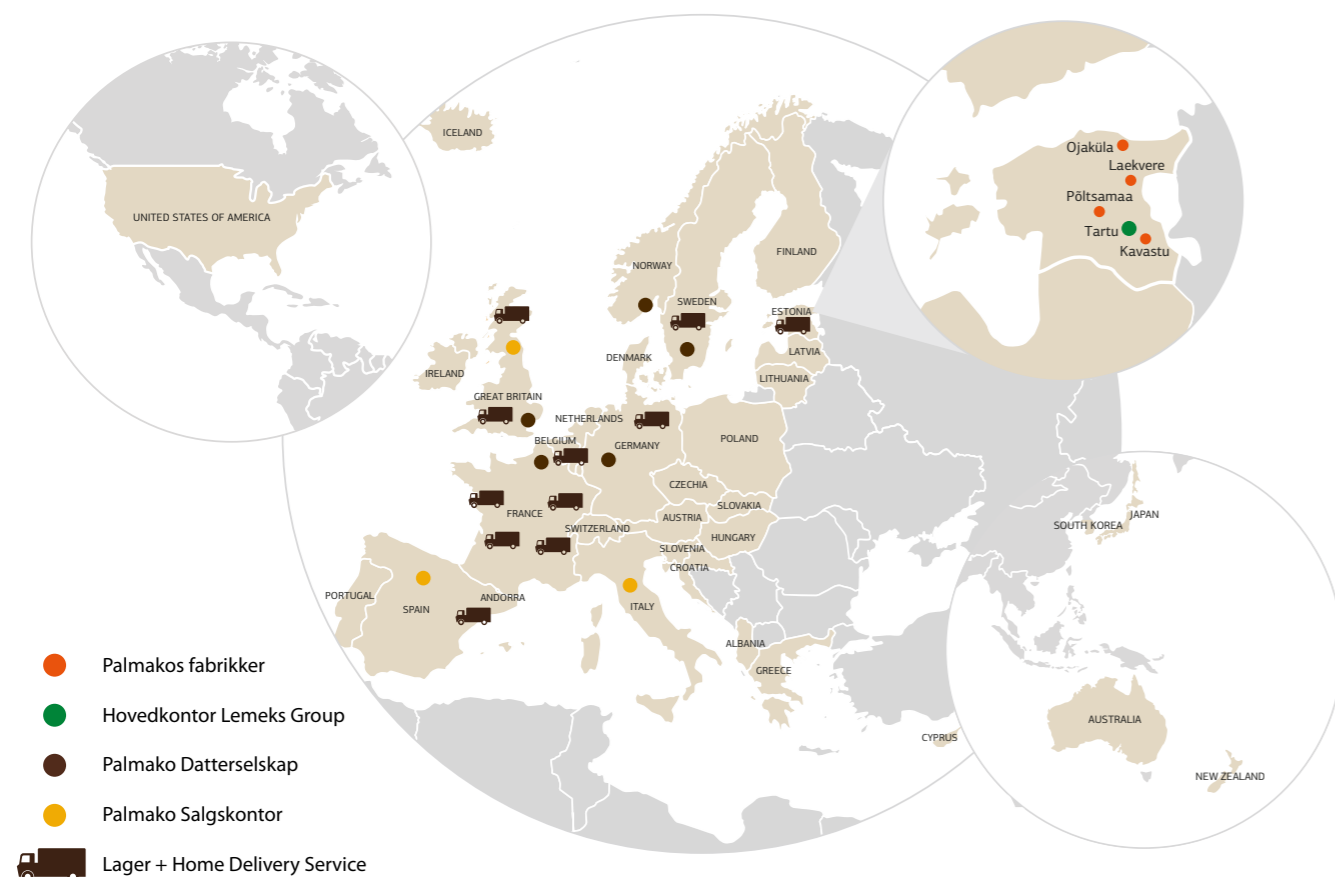 UNITED STATES OF AMERICA
ICELAND
NORWAY
SWEDEN
FINLAND
ESTONIA
LATVIA
LITHUANIA
DENMARK
IRELAND
GREAT BRITAIN
NETHERLANDS
BELGIUM
GERMANY
POLAND
CZECHIA
SLOVAKIA
AUSTRIA
HUNGARY
FRANCE
SWITZERLAND
SLOVENIA
CROATIA
PORTUGAL
SPAIN
ANDORRA
ITALY
ALBANIA
GREECE
CYPRUS
Ojaküla
Laekvere
Põltsamaa
Tartu
Kavastu
SOUTH KOREA
JAPAN
AUSTRALIA
NEW ZEALAND
Palmakos fabrikker
Hovedkontor Lemeks Group
Palmako Datterselskap
Palmako Salgskontor
Lager + Home Delivery Service